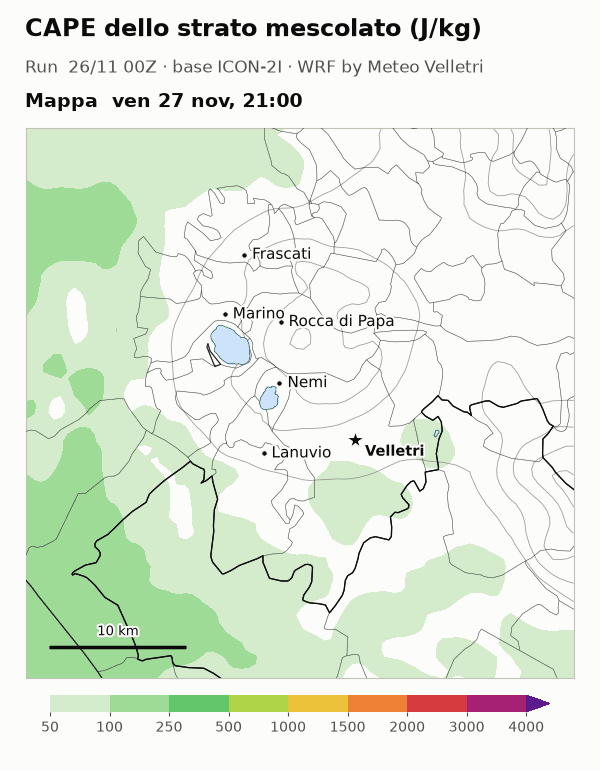 CAPE dello strato mescolato (J/kg)
Run  26/11 00Z · base ICON-2I · WRF by Meteo Velletri
Mappa  ven 27 nov, 21:00
Frascati
Marino
Rocca di Papa
Nemi
Velletri
Lanuvio
10 km
50 100 250 500 1000 1500 2000 3000 4000